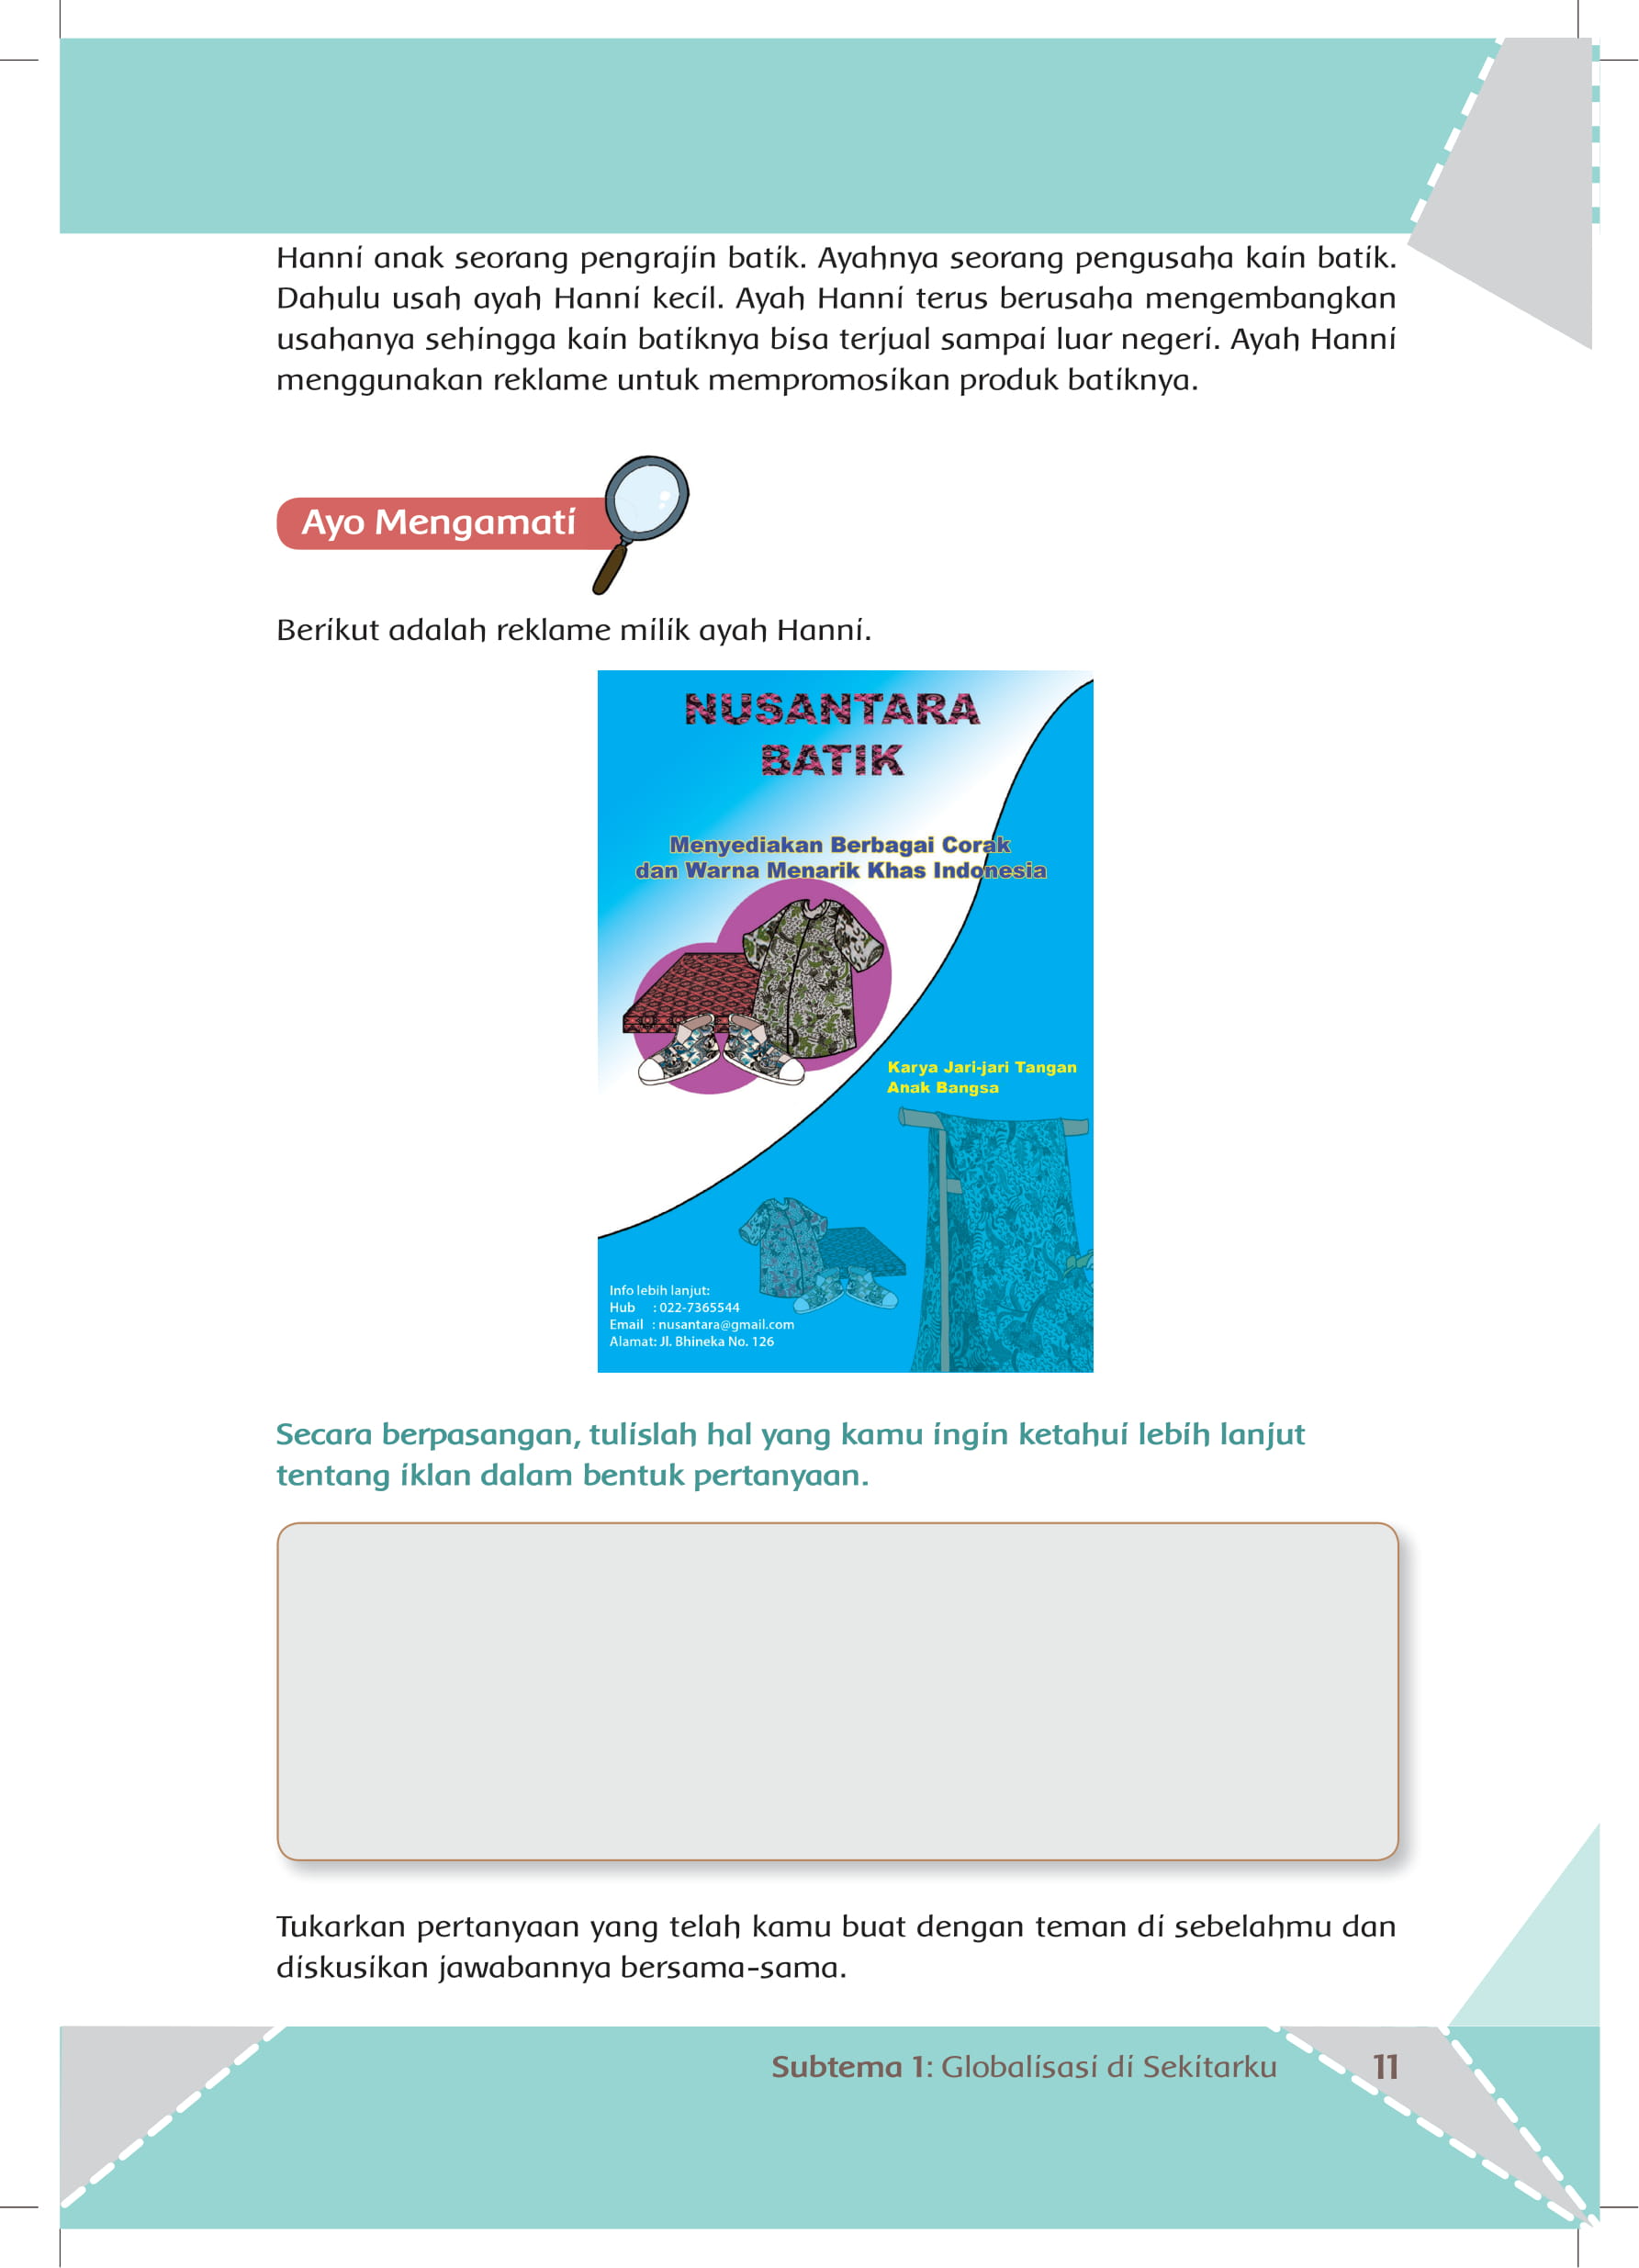 Hanni anak seorang pengrajin batik. Ayahnya seorang pengusaha kain batik.
Dahulu usah ayah Hanni kecil. Ayah Hanni terus berusaha mengembangkan
usahanya sehingga kain batiknya bisa terjual sampai luar negeri. Ayah Hanni
menggunakan reklame untuk mempromosikan produk batiknya.
Ayo Mengamati
Berikut adalah reklame milik ayah Hanni.
NUSANTARA
BATIK
Menyediakan Berbagai Corak
dan Warna Menarik Khas Indonesia
Karya Jari-jari Tangan
Anak Bangsa
Info lebih lanjut:
Hub : 022-7365544
Email : nusantara@gmail.com
Alamat: Jl. Bhineka No. 126
Secara berpasangan, tulislah hal yang kamu ingin ketahui lebih lanjut
tentang iklan dalam bentuk pertanyaan.
Tukarkan pertanyaan yang telah kamu buat dengan teman di sebelahmu dan
diskusikan jawabannya bersama-sama.
Subtema 1: Globalisasi di Sekitarku 11